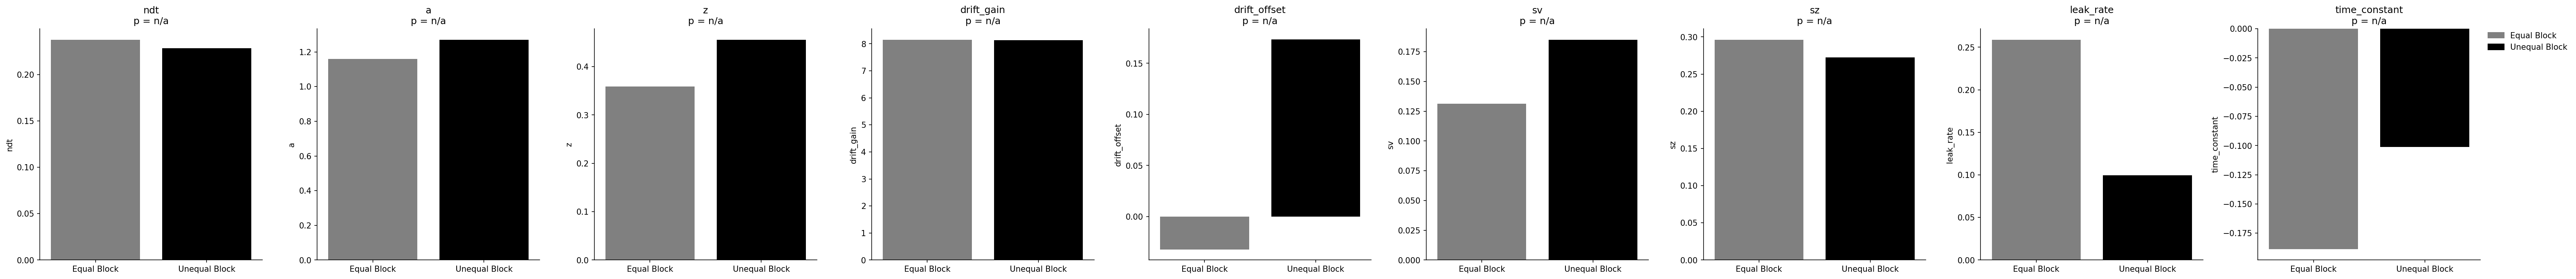 ndt
p = n/a
0.20
0.15
0.10
0.05
0.00
ndt
Equal Block
Unequal Block
a
p = n/a
1.2
1.0
0.8
0.6
0.4
0.2
0.0
a
Equal Block
Unequal Block
z
p = n/a
0.4
0.3
0.2
0.1
0.0
z
Equal Block
Unequal Block
drift_gain
p = n/a
8
7
6
5
4
3
2
1
0
drift_gain
Equal Block
Unequal Block
drift_offset
p = n/a
0.15
0.10
0.05
0.00
drift_offset
Equal Block
Unequal Block
sv
p = n/a
0.175
0.150
0.125
0.100
0.075
0.050
0.025
0.000
sv
Equal Block
Unequal Block
sz
p = n/a
0.30
0.25
0.20
0.15
0.10
0.05
0.00
sz
Equal Block
Unequal Block
leak_rate
p = n/a
0.25
0.20
0.15
0.10
0.05
0.00
leak_rate
Equal Block
Unequal Block
time_constant
p = n/a
0.000
−0.025
−0.050
−0.075
−0.100
−0.125
−0.150
−0.175
time_constant
Equal Block
Unequal Block
Equal Block
Unequal Block